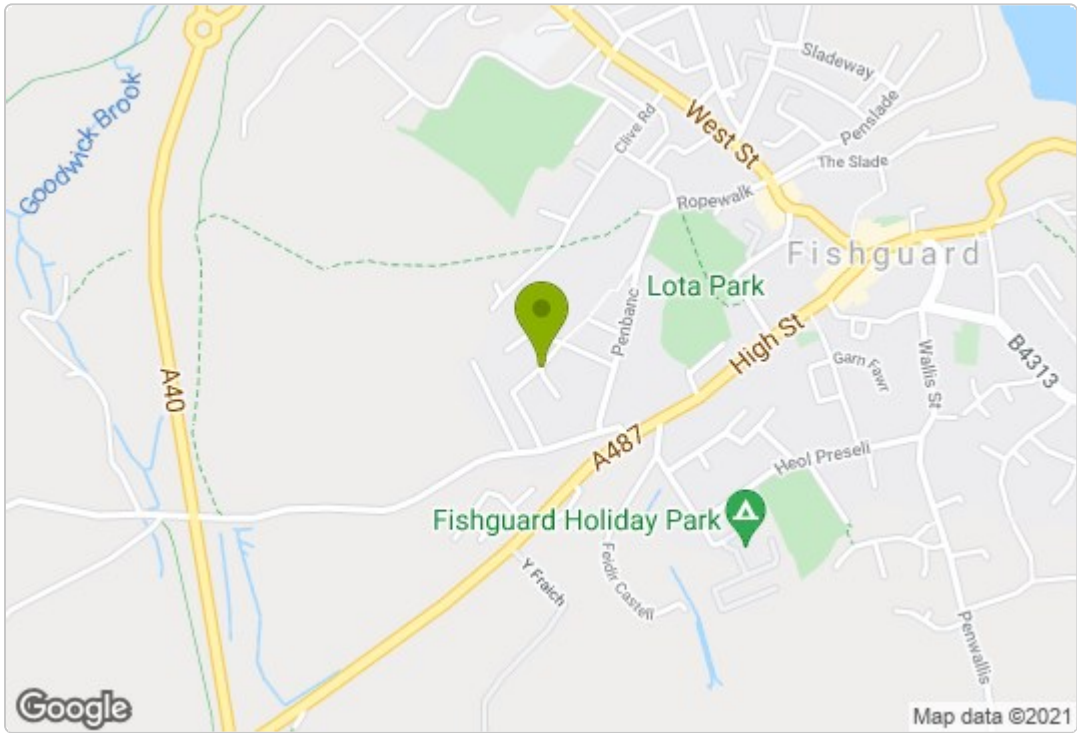 Goodwick Brook
Sladeway
Clive Rd
West St
Penslade
The Slade
Ropewalk
Fishguard
Lota Park
Penbanc
High St
B4313
Garn Fawr
Wallis St
A40
A487
Heol Preseli
Fishguard Holiday Park
Feidir Castell
Y Fraich
Penwallis
Google
Map data ©2021